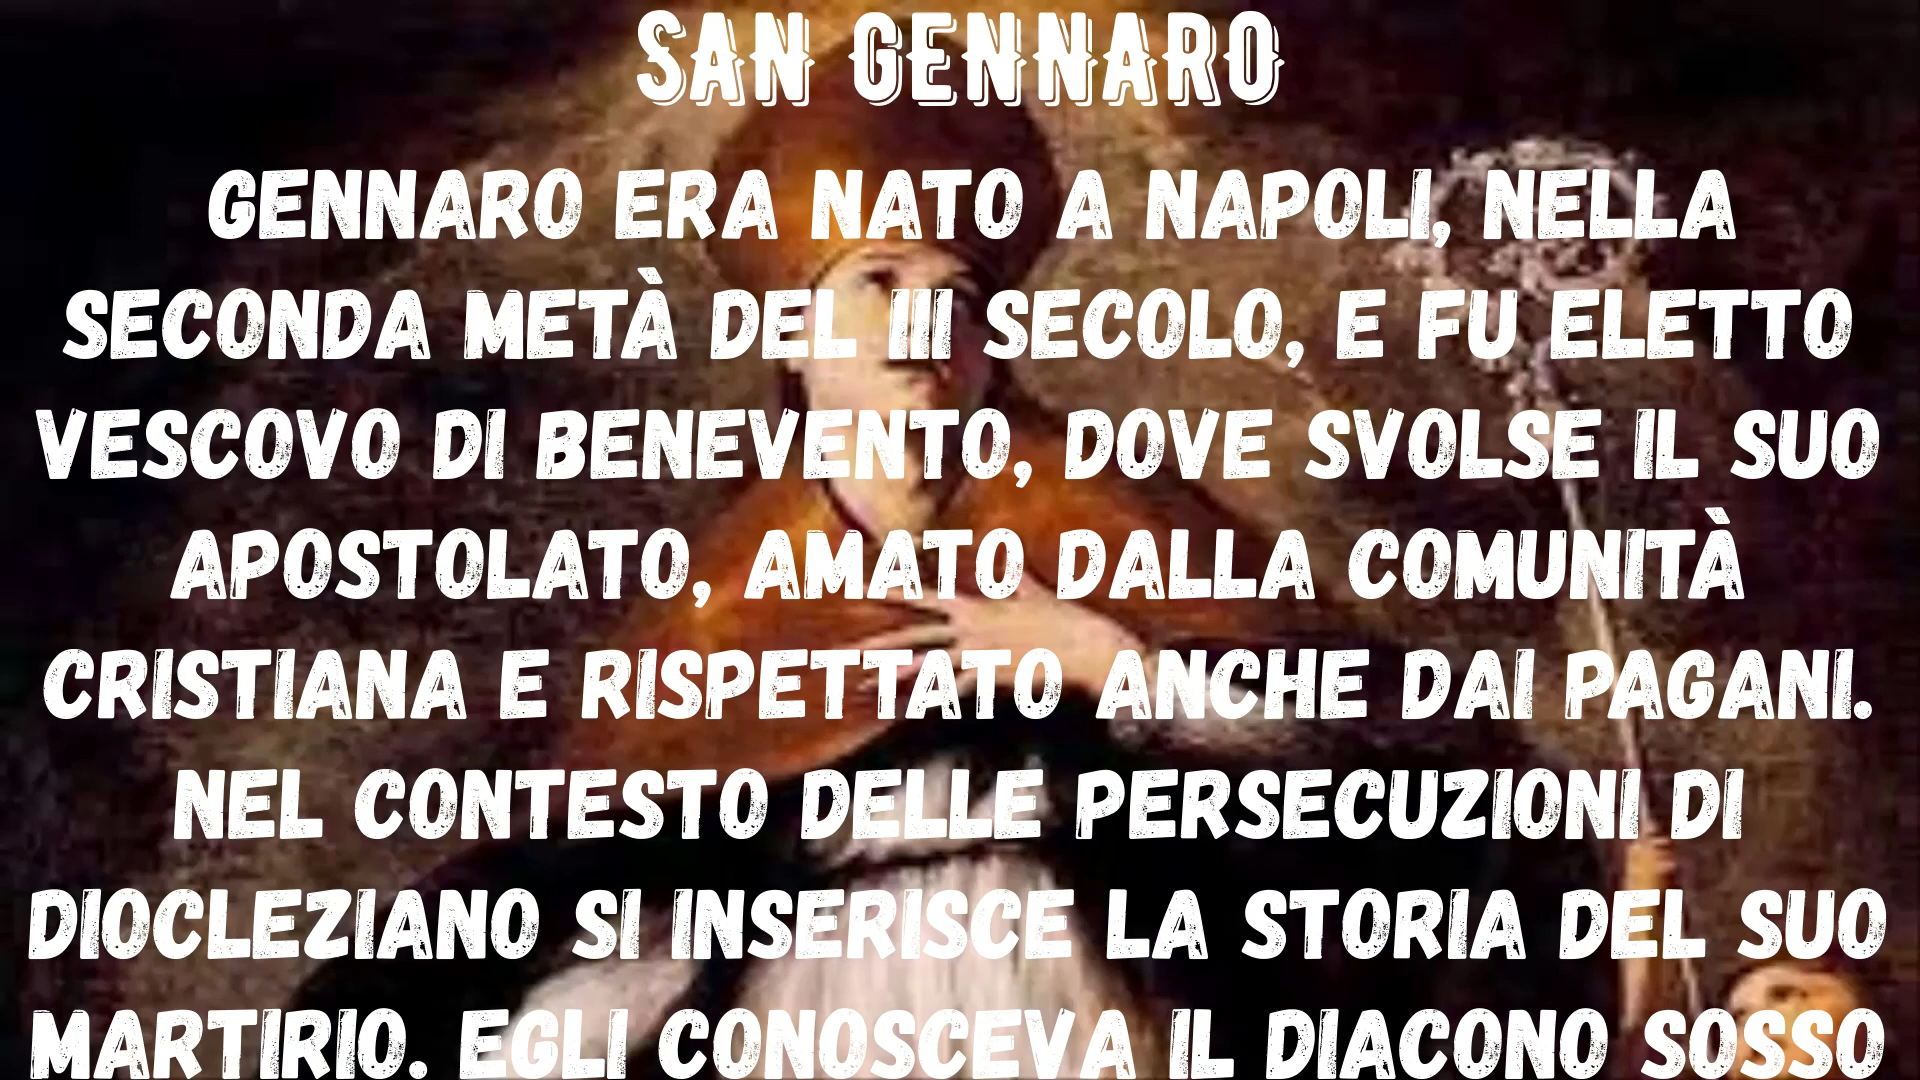 SAN GENNARO
GENNARO ERA NATO A NAPOLI, NELLA
SECONDA METÀ DEL III SECOLO, E FU ELETTO
VESCOVO DI BENEVENTO, DOVE SVOLSE IL SUO
APOSTOLATO, AMATO DALLA COMUNITÀ
CRISTIANA E RISPETTATO ANCHE DAI PAGANI.
NEL CONTESTO DELLE PERSECUZIONI DI
DIOCLEZIANO SI INSERISCE LA STORIA DEL SUO
MARTIRIO. EGLI CONOSCEVA IL DIACONO SOSSO